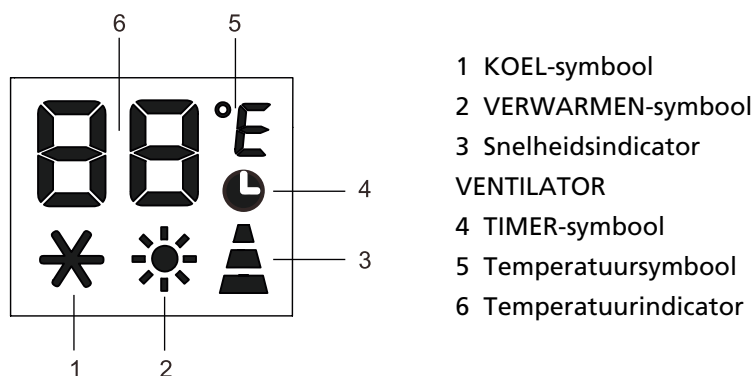 6 5
88 °E
4
3
1 2
1 KOEL-symbool
2 VERWARMEN-symbool
3 Snelheidsindicator
VENTILATOR
4 TIMER-symbool
5 Temperatuursymbool
6 Temperatuurindicator